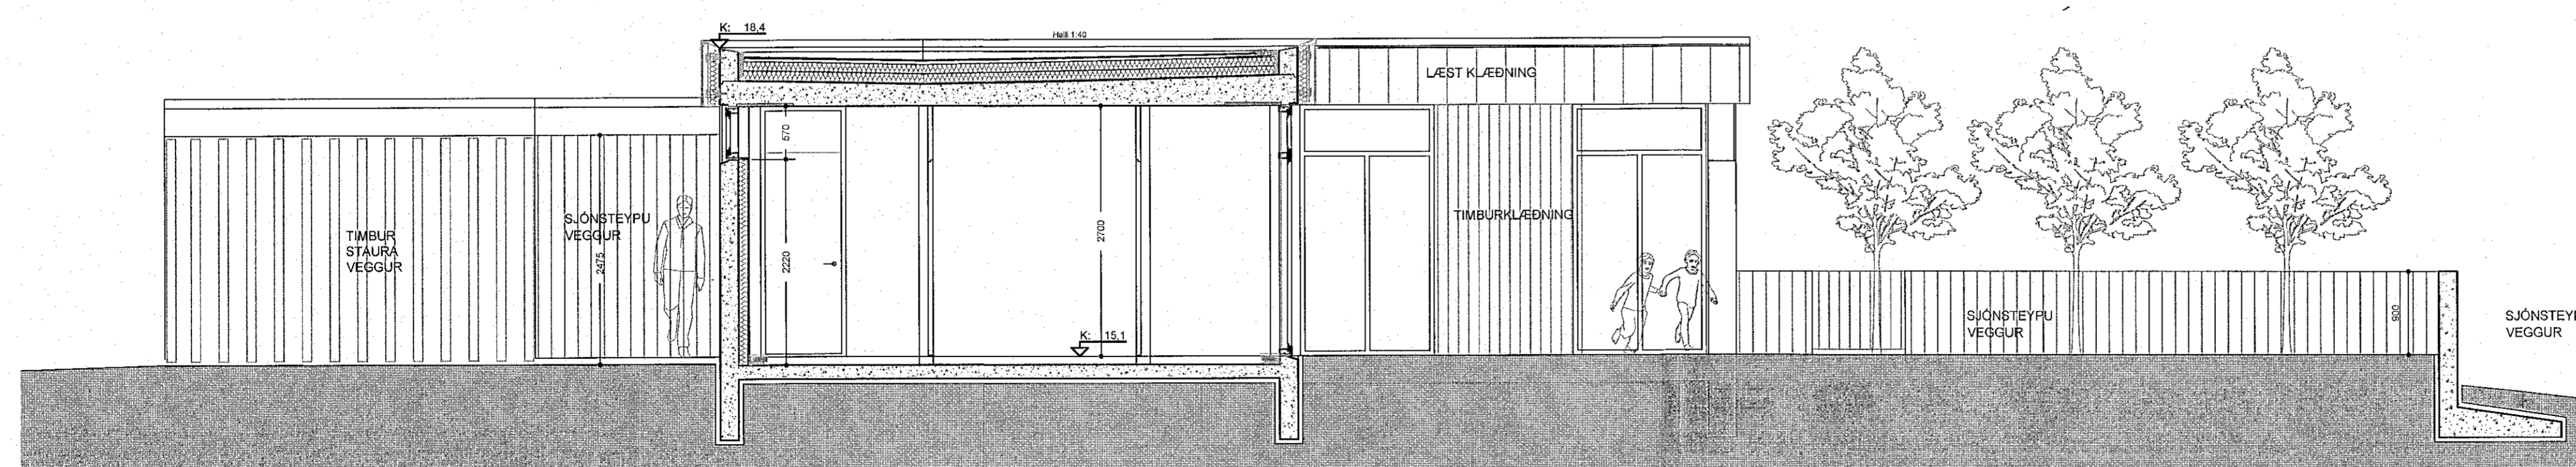 K: 18,4
Halli 1:40
LÆST KLÆÐNING
570
SJÓNSTEYPU
VEGGUR
TIMBURKLÆÐNING
TIMBUR
STAURA
VEGGUR
2475
2220
2700
K: 15,1
SJÓNSTEYPU
VEGGUR
900
VEGGUR